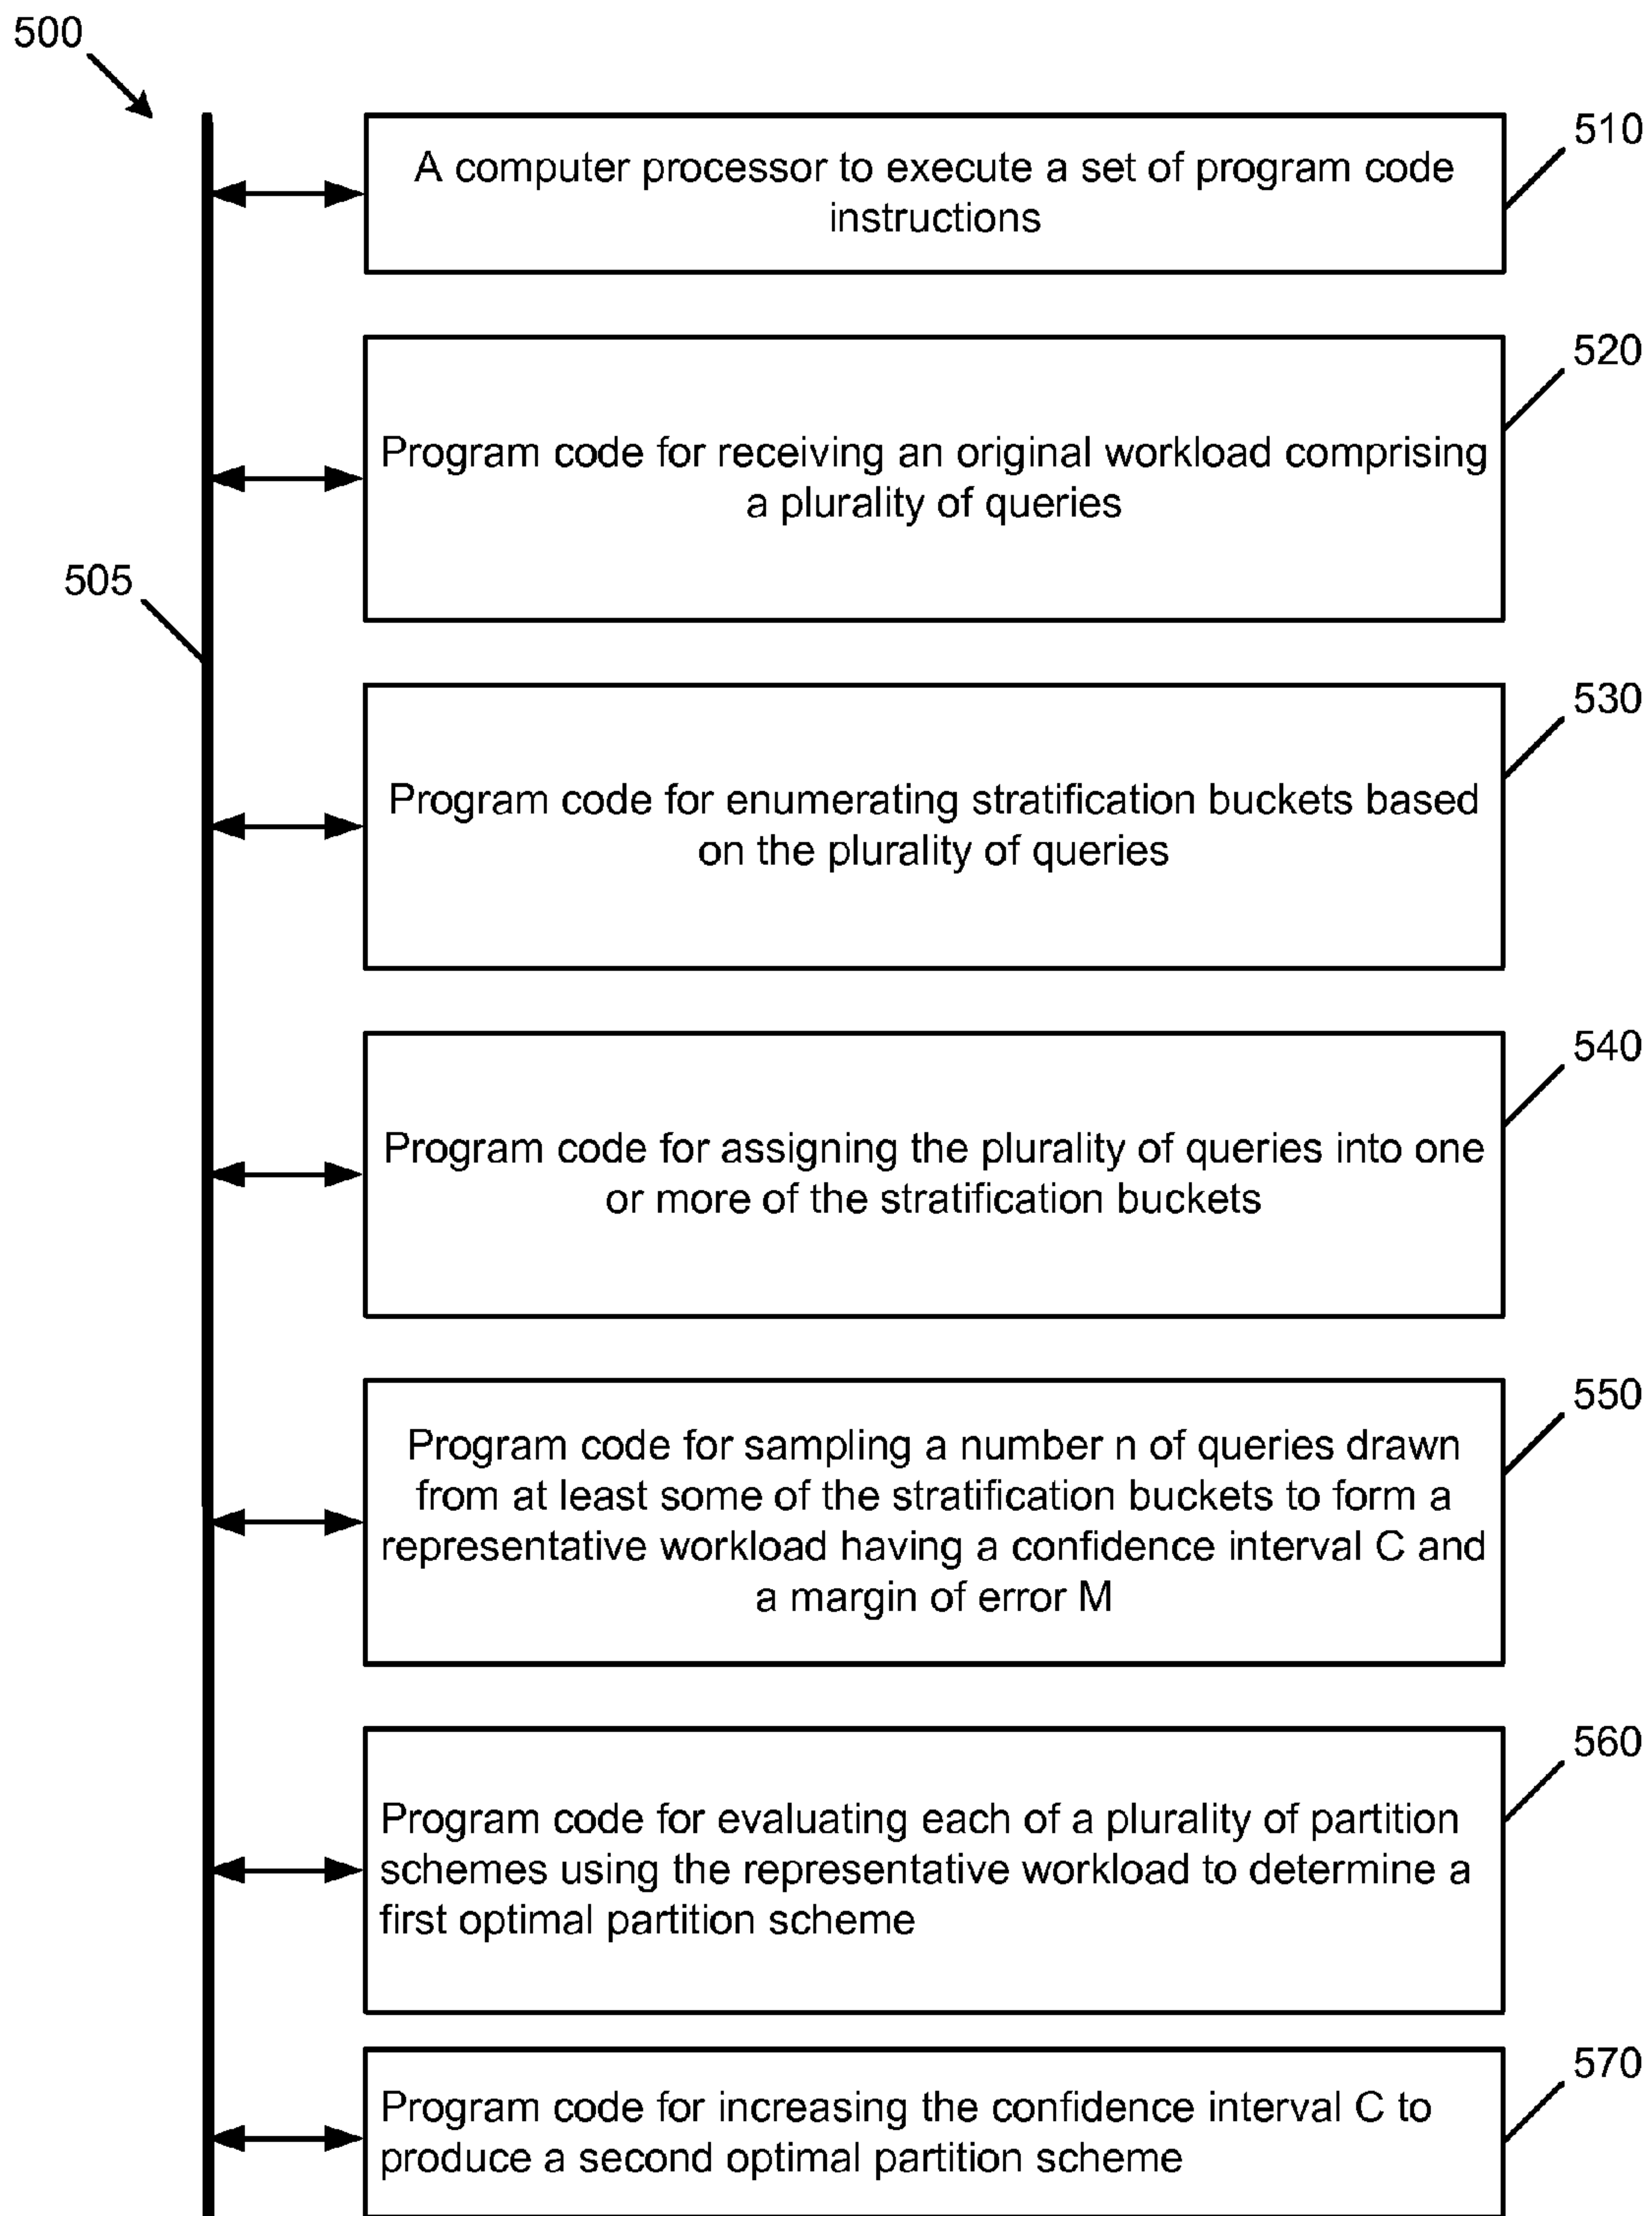 500
510
A computer processor to execute a set of program code
instructions
520
Program code for receiving an original workload comprising
a plurality of queries
505
530
Program code for enumerating stratification buckets based
on the plurality of queries
540
Program code for assigning the plurality of queries into one
or more of the stratification buckets
550
Program code for sampling a number n of queries drawn
from at least some of the stratification buckets to form a
representative workload having a confidence interval C and
a margin of error M
560
Program code for evaluating each of a plurality of partition
schemes using the representative workload to determine a
first optimal partition scheme
570
Program code for increasing the confidence interval C to
produce a second optimal partition scheme